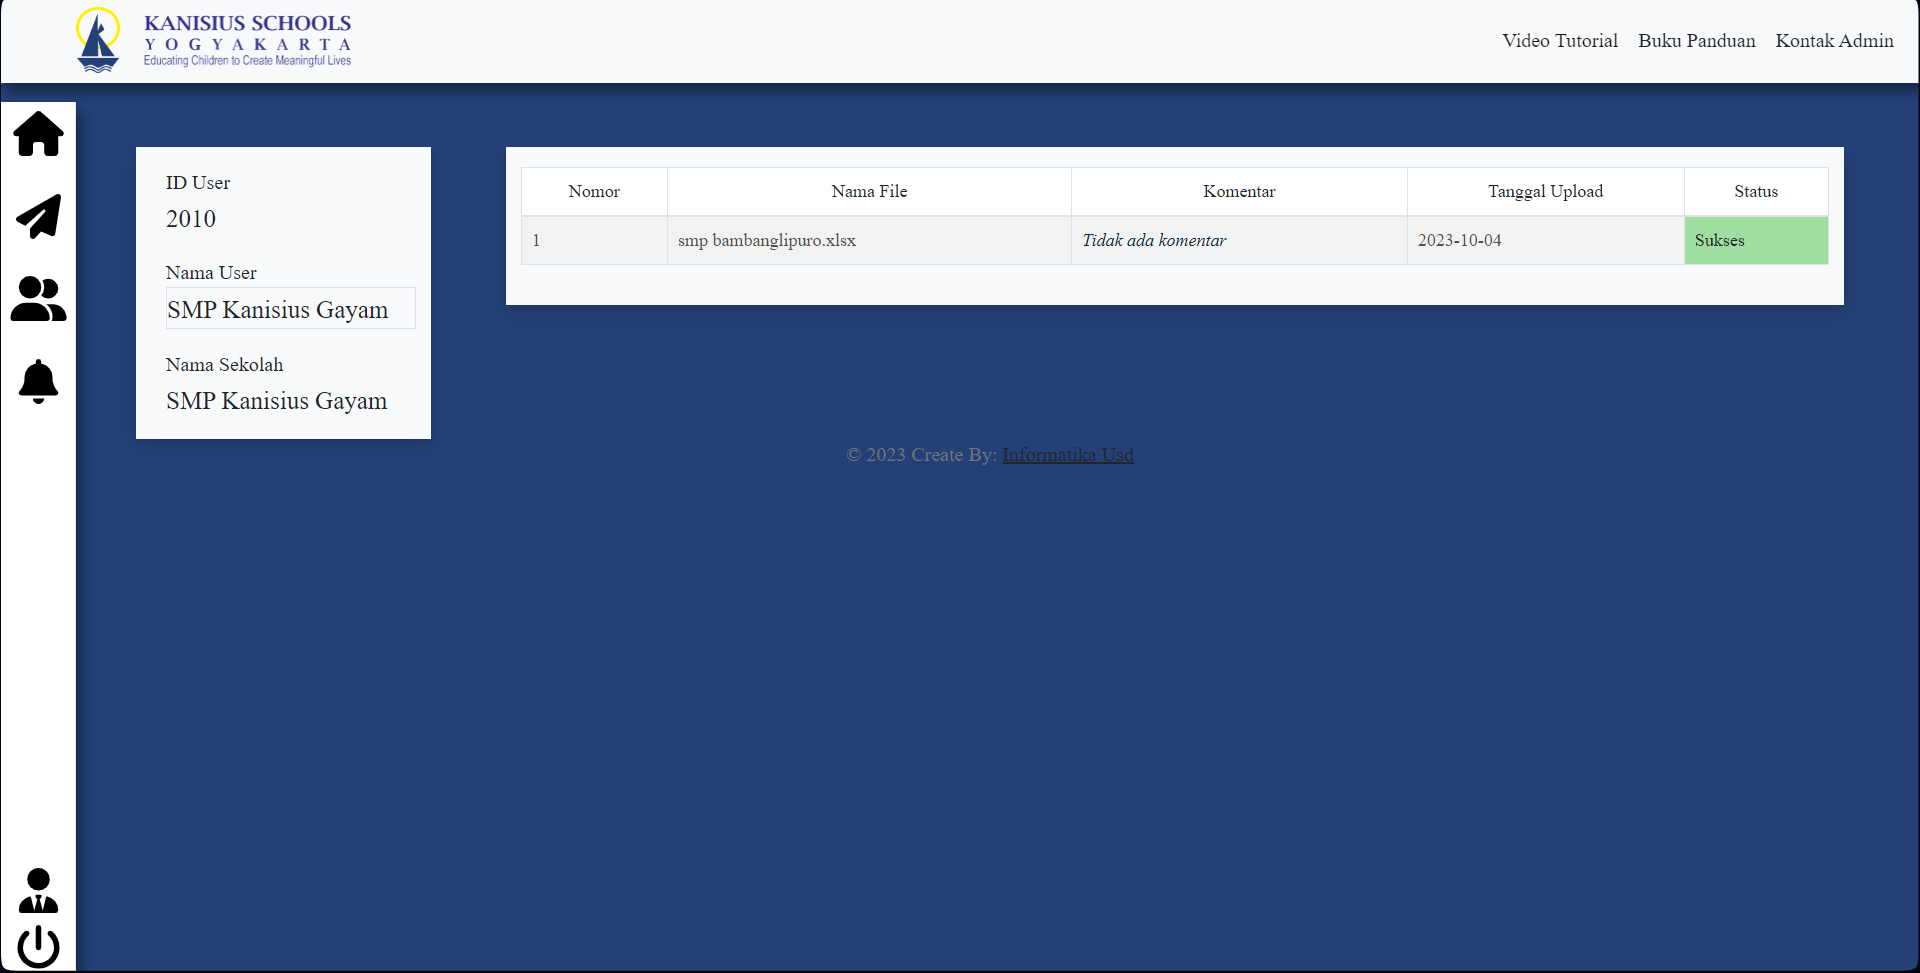 KANISIUS SCHOOLS
YOGYAKARTA
Educating Children to Create Meaningful Lives
Video Tutorial Buku Panduan Kontak Admin
ID User
2010
Nama User
SMP Kanisius Gayam
Nama Sekolah
SMP Kanisius Gayam
Nomor Nama File Komentar Tanggal Upload Status
1 smp bambanglipuro.xlsx Tidak ada komentar 2023-10-04 Sukses
© 2023 Create By: Informatika Usd